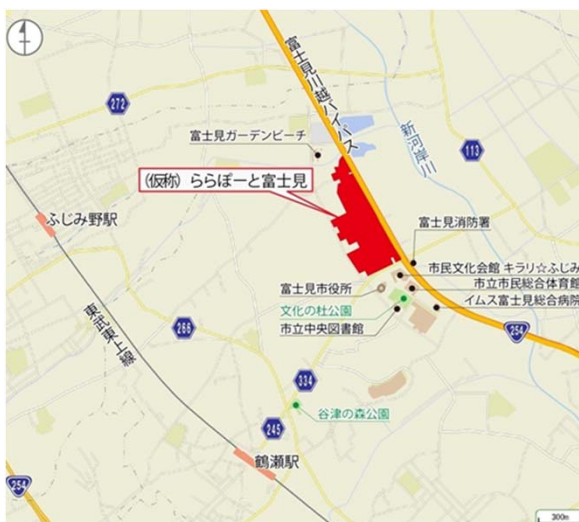 富士見川越バイパス
272
富士見ガーデンビーチ
新河岸川
113
(仮称) ららぽーと富士見
ふじみ野駅
富士見消防署
市民文化会館 キラリ☆ふじみ
富士見市役所
市立市民総合体育館
文化の杜公園
イムス富士見総合病院
市立中央図書館
254
266
東武東上線
334
谷津の森公園
245
鶴瀬駅
254
300m